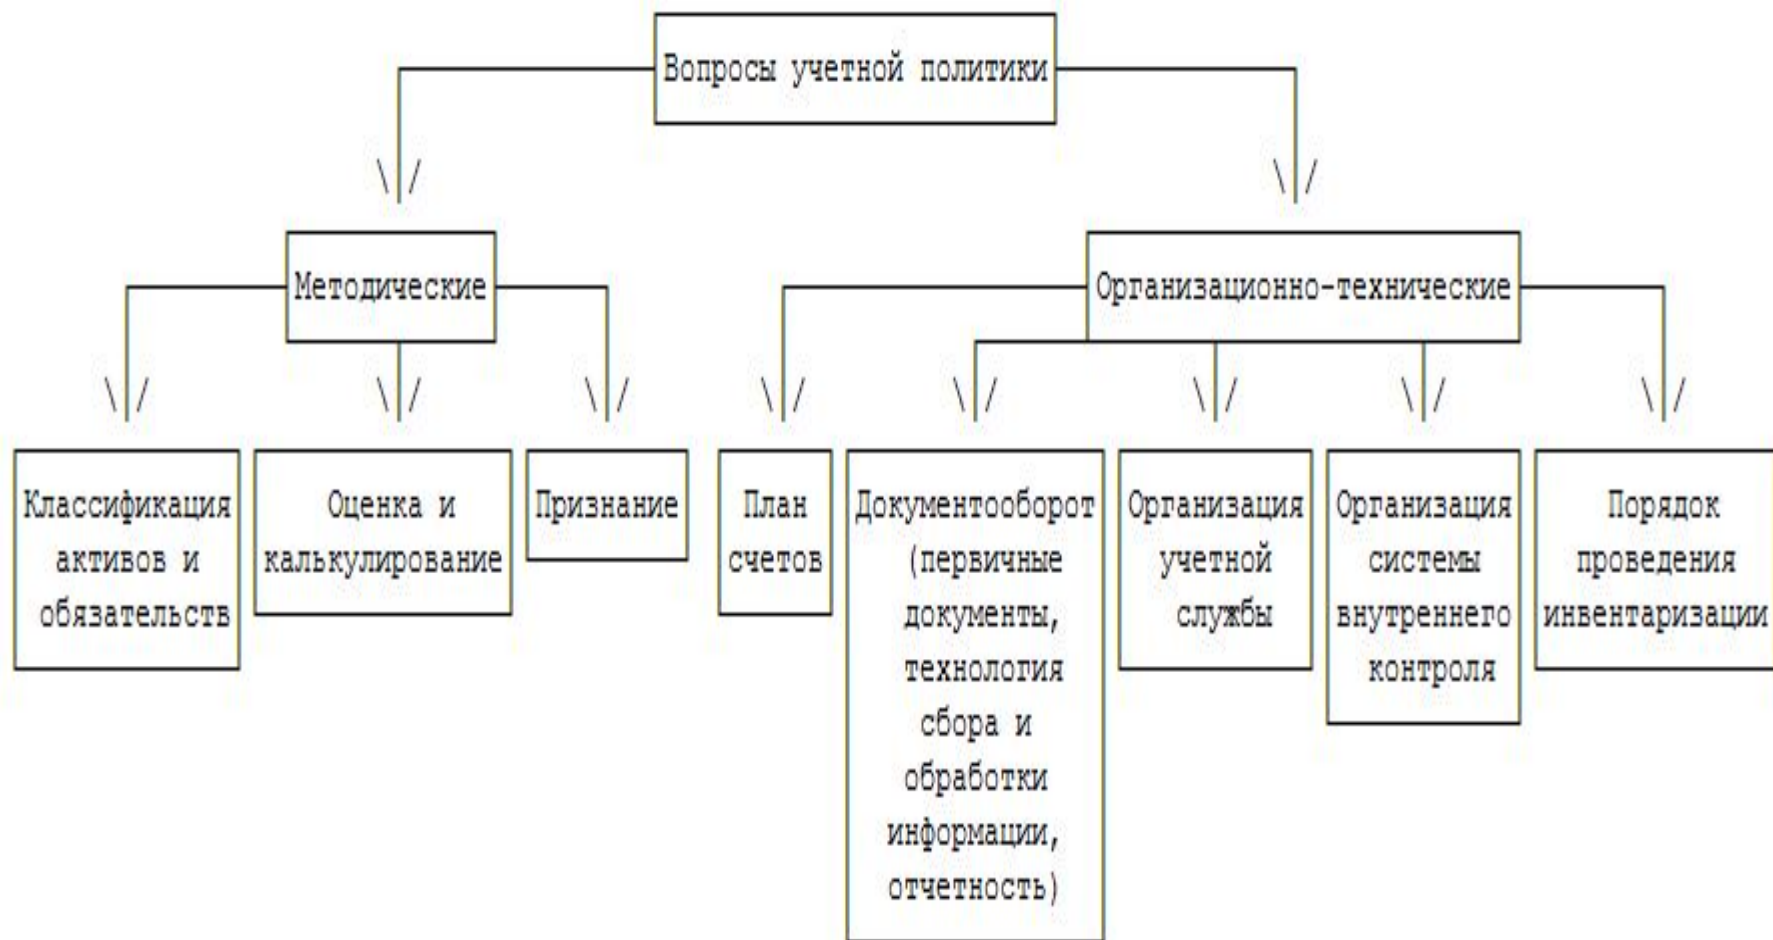 Вопросы учетной политики
Методические
Организационно-технические
Классификация
активов и
обязательств
Оценка и
калькулирование
Признание
План
счетов
Документооборот
(первичные
документы,
технология
сбора и
обработки
информации,
отчетность)
Организация
учетной
службы
Организация
системы
внутреннего
контроля
Порядок
проведения
инвентаризации